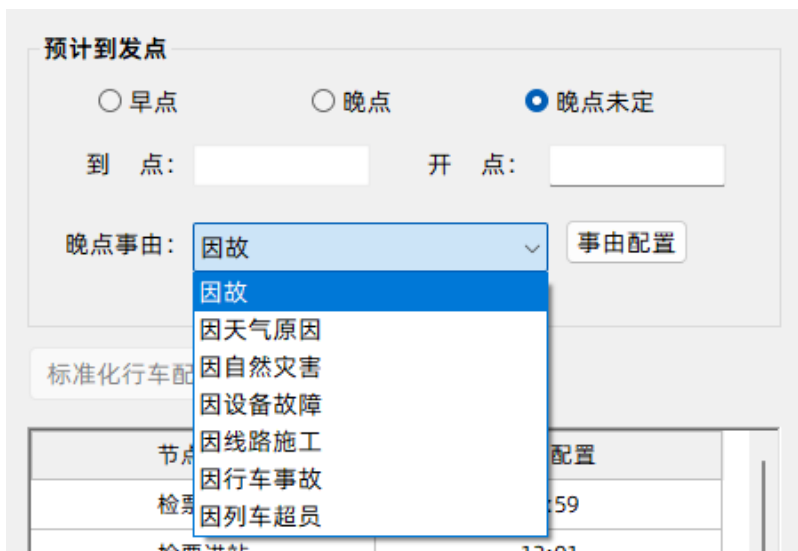 预计到发点
早点 晚点 晚点未定
到 点： 开 点：
晚点事由： 因故 事由配置
因故
因天气原因
因自然灾害
因设备故障
因线路施工
因行车事故
因列车超员
标准化行车配
节点 配置
检票 :59